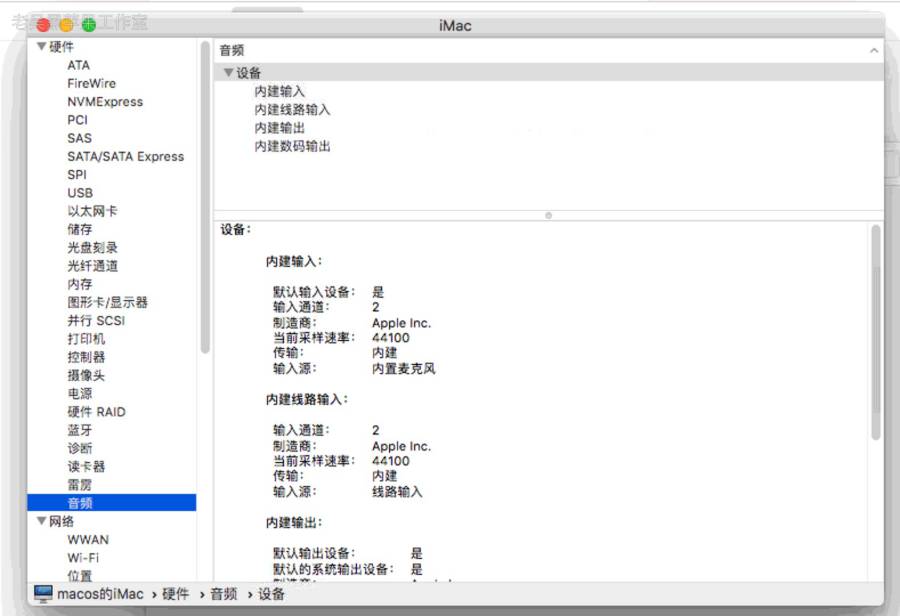 iMac
硬件
ATA
FireWire
NVMExpress
PCI
SAS
SATA/SATA Express
SPI
USB
以太网卡
储存
光盘刻录
光纤通道
内存
图形卡/显示器
并行 SCSI
打印机
控制器
摄像头
电源
硬件 RAID
蓝牙
诊断
读卡器
雷雳
音频
网络
WWAN
Wi-Fi
位置
音频
设备
内建输入
内建线路输入
内建输出
内建数码输出
设备：
内建输入：
默认输入设备： 是
输入通道： 2
制造商： Apple Inc.
当前采样速率： 44100
传输： 内建
输入源： 内置麦克风
内建线路输入：
输入通道： 2
制造商： Apple Inc.
当前采样速率： 44100
传输： 内建
输入源： 线路输入
内建输出：
默认输出设备： 是
默认的系统输出设备： 是
macos的iMac › 硬件 › 音频 › 设备